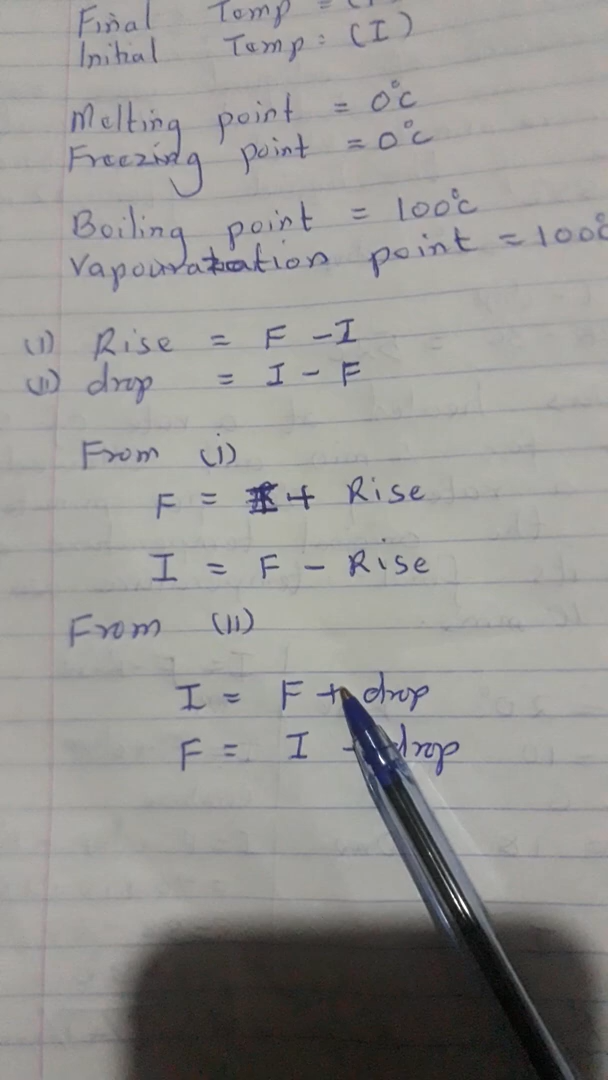 Final Temp = (
Initial Temp: (I)
Melting point = 0°c
Freezing point = 0°c
Boiling point = 100°c
Vapouration point = 100°
(i) Rise = F - I
(ii) drop = I - F
From (i)
F = I + Rise
I = F - Rise
From (ii)
I = F + drop
F = I - drop